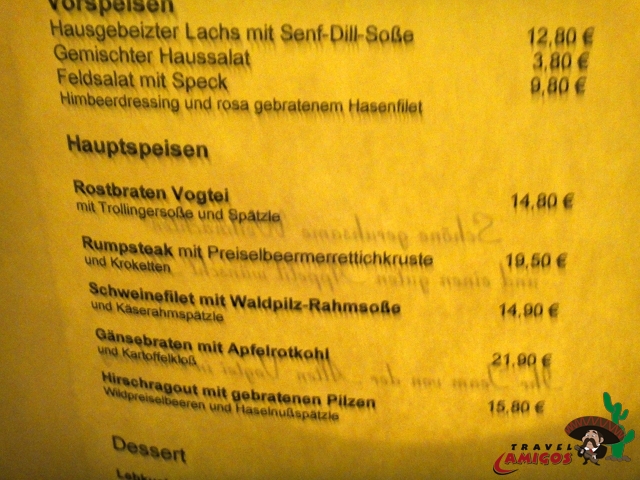 Vorspeisen
Hausgebeizter Lachs mit Senf-Dill-Soße 12,80 €
Gemischter Haussalat 3,80 €
Feldsalat mit Speck 9,80 €
Himbeerdressing und rosa gebratenem Hasenfilet
Hauptspeisen
Rostbraten Vogtei 14,80 €
mit Trollingersoße und Spätzle
Rumpsteak mit Preiselbeermerrettichkruste 19,50 €
und Kroketten
Schweinefilet mit Waldpilz-Rahmsoße 14,90 €
und Käserahmspätzle
Gänsebraten mit Apfelrotkohl 21,90 €
und Kartoffelkloß
Hirschragout mit gebratenen Pilzen 15,80 €
Wildpreiselbeeren und Haselnußspätzle
Dessert
TRAVEL
AMIGOS